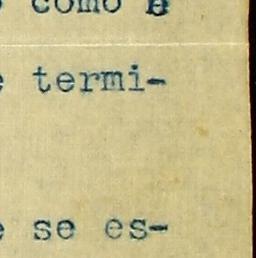 como
e termi-
e se es-